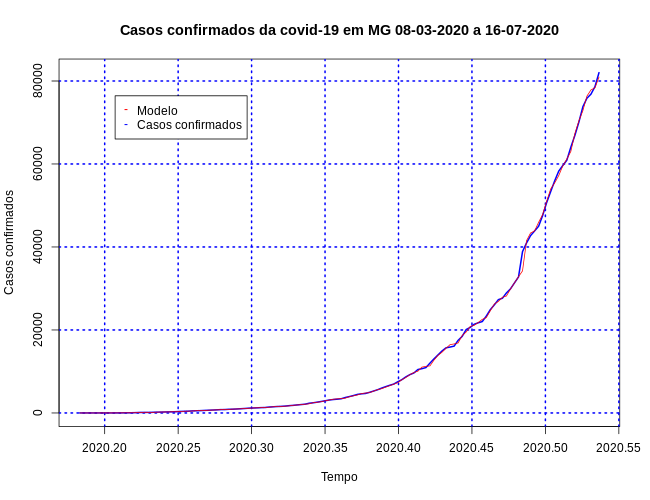 Casos confirmados da covid-19 em MG 08-03-2020 a 16-07-2020
Casos confirmados
80000
60000
40000
20000
0
Modelo
Casos confirmados
2020.20 2020.25 2020.30 2020.35 2020.40 2020.45 2020.50 2020.55
Tempo